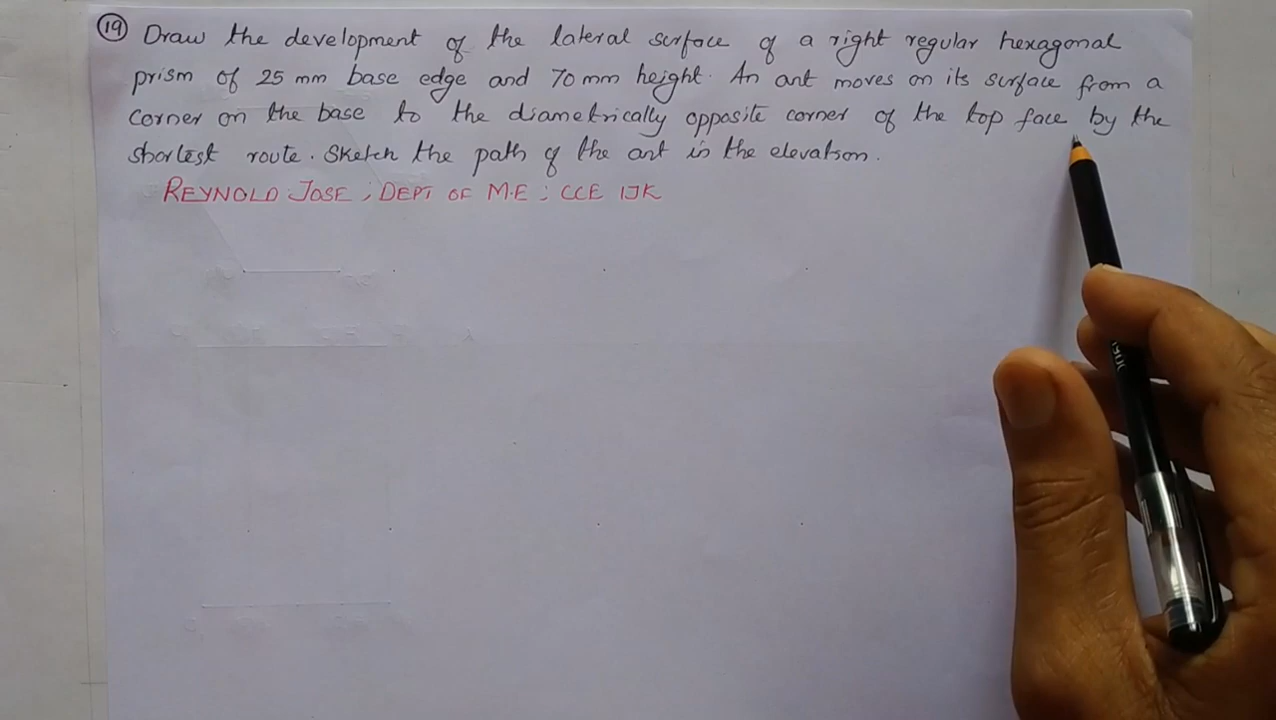 19 Draw the development of the lateral surface of a right regular hexagonal
prism of 25 mm base edge and 70 mm height. An ant moves on its surface from a
corner on the base to the diametrically opposite corner of the top face by the
shortest route. Sketch the path of the ant in the elevation.
REYNOLD JOSE ; DEPT OF M.E ; CCE IJK